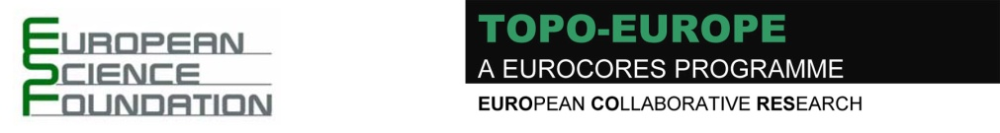 EUROPEAN
SCIENCE
FOUNDATION
TOPO-EUROPE
A EUROCORES PROGRAMME
EUROPEAN COLLABORATIVE RESEARCH